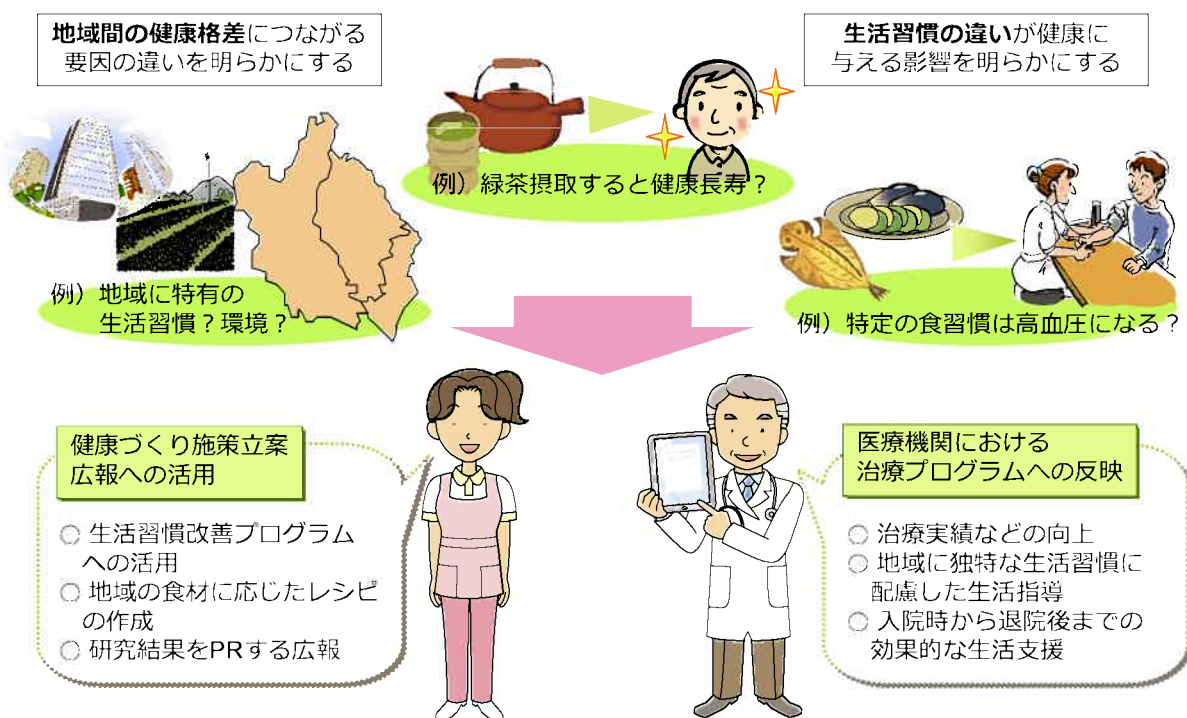 地域間の健康格差につながる
要因の違いを明らかにする
生活習慣の違いが健康に
与える影響を明らかにする
例）緑茶摂取すると健康長寿？
例）地域に特有の
生活習慣？環境？
例）特定の食習慣は高血圧になる？
健康づくり施策立案
広報への活用
○ 生活習慣改善プログラム
への活用
○ 地域の食材に応じたレシピ
の作成
○ 研究結果をPRする広報
医療機関における
治療プログラムへの反映
○ 治療実績などの向上
○ 地域に独特な生活習慣に
配慮した生活指導
○ 入院時から退院後までの
効果的な生活支援